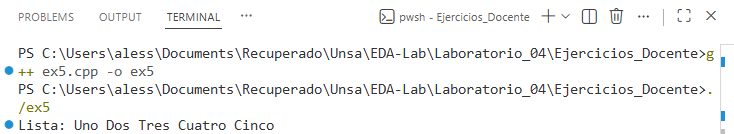 PROBLEMS OUTPUT TERMINAL ... pwsh - Ejercicios_Docente
PS C:\Users\aless\Documents\Recuperado\Unsa\EDA-Lab\Laboratorio_04\Ejercicios_Docente>g
++ ex5.cpp -o ex5
PS C:\Users\aless\Documents\Recuperado\Unsa\EDA-Lab\Laboratorio_04\Ejercicios_Docente>.
/ex5
Lista: Uno Dos Tres Cuatro Cinco